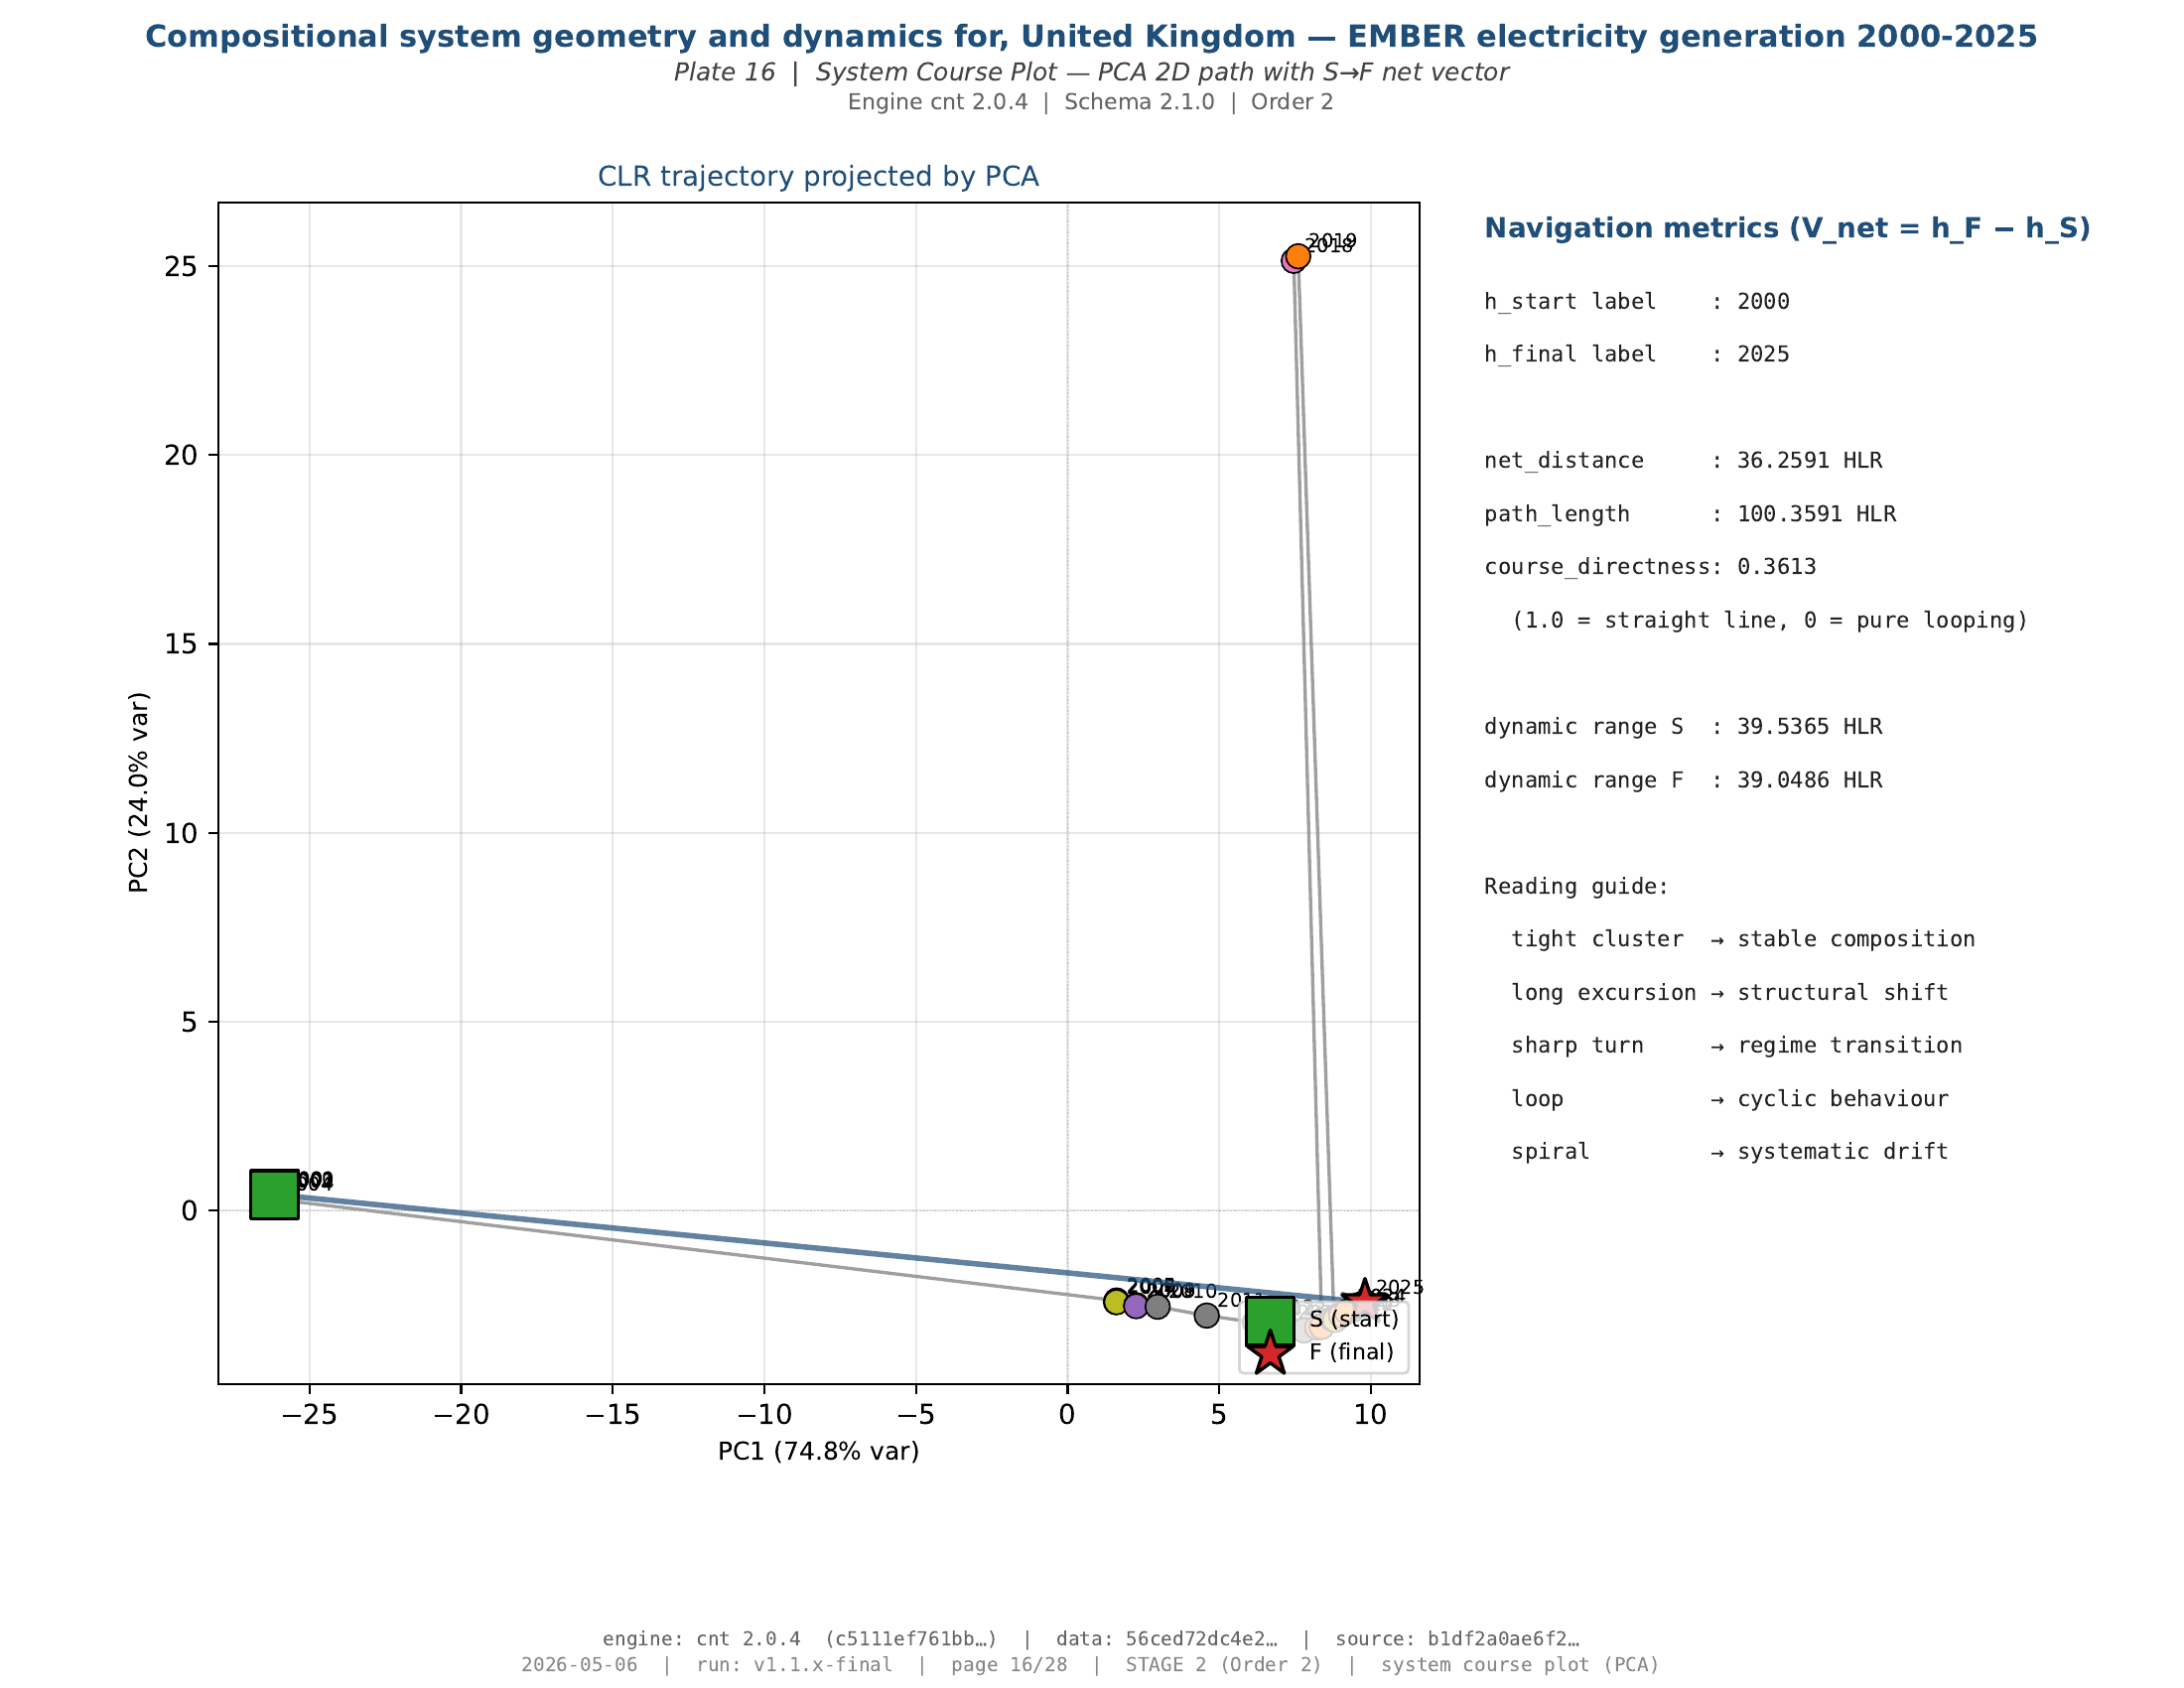 Compositional system geometry and dynamics for, United Kingdom — EMBER electricity generation 2000-2025
Plate 16 | System Course Plot — PCA 2D path with S→F net vector
Engine cnt 2.0.4 | Schema 2.1.0 | Order 2
CLR trajectory projected by PCA
25
20
15
10
5
0
PC2 (24.0% var)
2019
2018
2025
S (start)
F (final)
−25
−20
−15
−10
−5
0
5
10
PC1 (74.8% var)
Navigation metrics (V_net = h_F − h_S)
h_start label : 2000
h_final label : 2025
net_distance : 36.2591 HLR
path_length : 100.3591 HLR
course_directness: 0.3613
(1.0 = straight line, 0 = pure looping)
dynamic range S : 39.5365 HLR
dynamic range F : 39.0486 HLR
Reading guide:
tight cluster → stable composition
long excursion → structural shift
sharp turn → regime transition
loop → cyclic behaviour
spiral → systematic drift
engine: cnt 2.0.4 (c5111ef761bb…) | data: 56ced72dc4e2… | source: b1df2a0ae6f2…
2026-05-06 | run: v1.1.x-final | page 16/28 | STAGE 2 (Order 2) | system course plot (PCA)